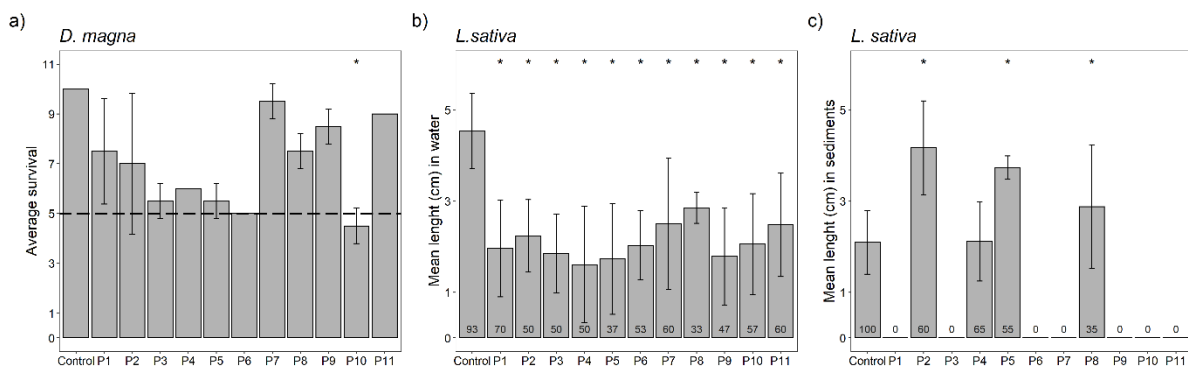 a)
D. magna
*
11
9
7
5
3
1
0
Average survival
Control P1 P2 P3 P4 P5 P6 P7 P8 P9 P10 P11
b)
L.sativa
* * * * * * * * * * *
5
3
1
0
Mean lenght (cm) in water
93 70 50 50 50 37 53 60 33 47 57 60
Control P1 P2 P3 P4 P5 P6 P7 P8 P9 P10 P11
c)
L. sativa
* * *
5
3
1
0
Mean lenght (cm) in sediments
100 0 60 0 65 55 0 0 35 0 0 0
Control P1 P2 P3 P4 P5 P6 P7 P8 P9 P10 P11